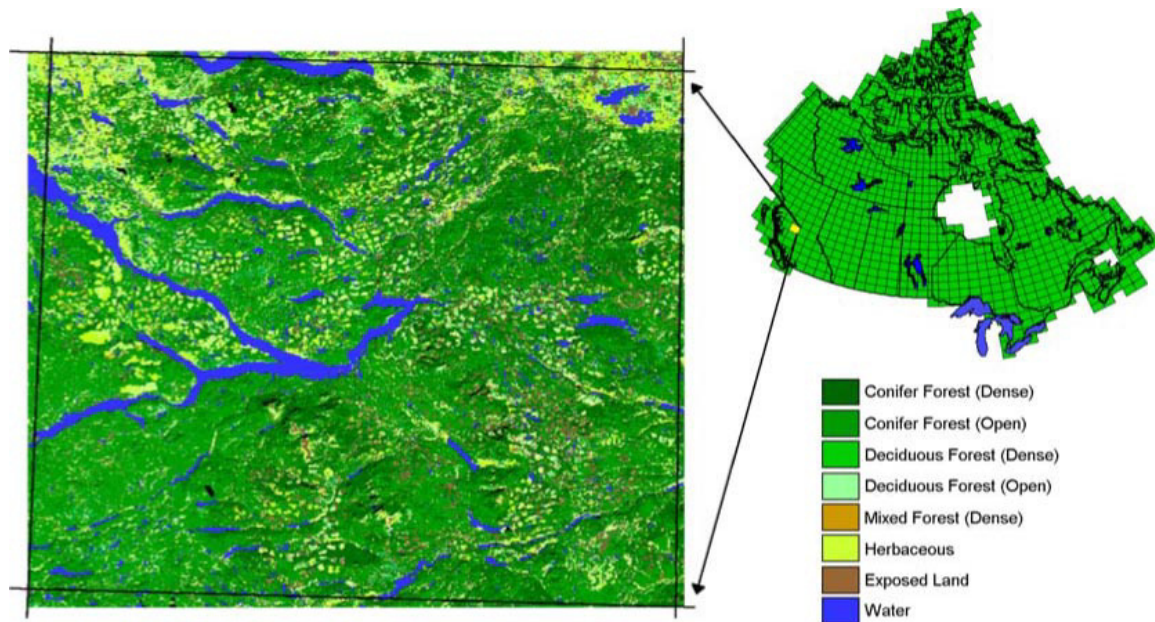 Conifer Forest (Dense)
Conifer Forest (Open)
Deciduous Forest (Dense)
Deciduous Forest (Open)
Mixed Forest (Dense)
Herbaceous
Exposed Land
Water